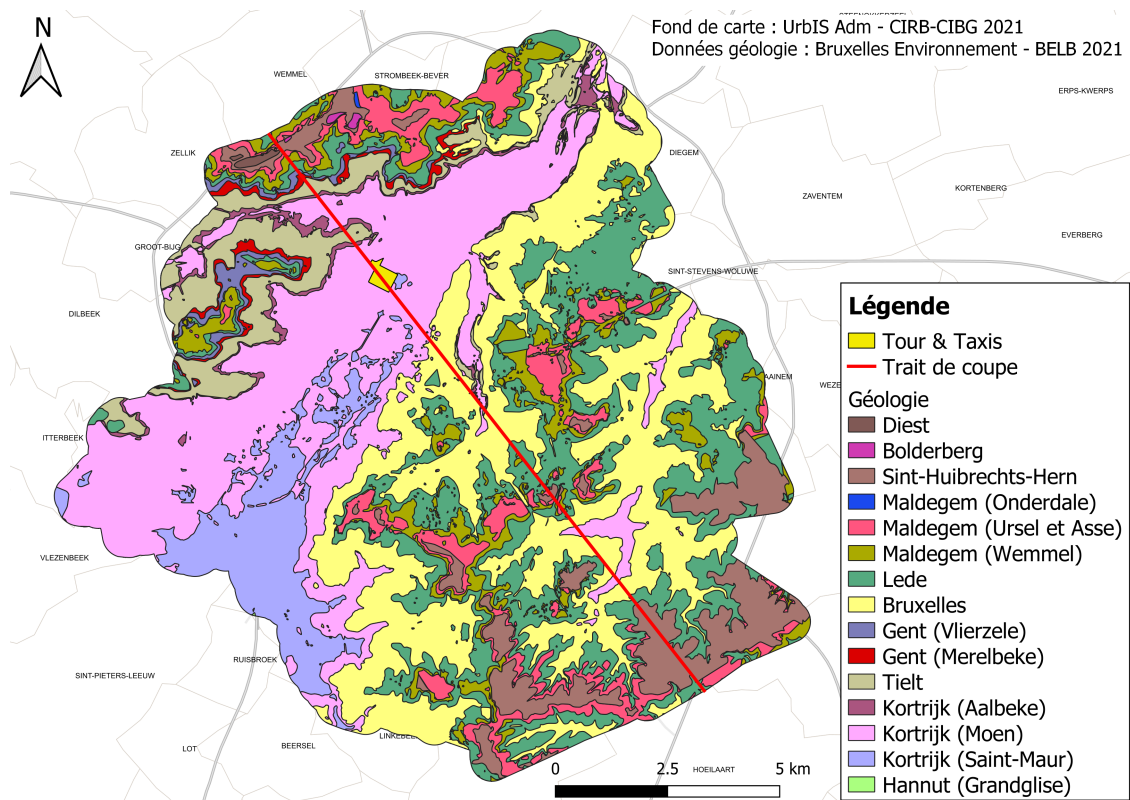 Fond de carte : UrbIS Adm - CIRB-CIBG 2021
Données géologie : Bruxelles Environnement - BELB 2021
N
WEMMEL
STROMBEEK-BEVER
ERPS-KWERPS
ZELLIK
DIEGEM
ZAVENTEM
KORTENBERG
EVERBERG
GROOT-BIJG
SINT-STEVENS-WOLUWE
DILBEEK
AAINEM
WEZE
ITTERBEEK
VLEZENBEEK
RUISBROEK
SINT-PIETERS-LEEUW
LOT
BEERSEL
LINKEBEE
HOEILAART
Légende
Tour & Taxis
Trait de coupe
Géologie
Diest
Bolderberg
Sint-Huibrechts-Hern
Maldegem (Onderdale)
Maldegem (Ursel et Asse)
Maldegem (Wemmel)
Lede
Bruxelles
Gent (Vlierzele)
Gent (Merelbeke)
Tielt
Kortrijk (Aalbeke)
Kortrijk (Moen)
Kortrijk (Saint-Maur)
Hannut (Grandglise)
0 2.5 5 km